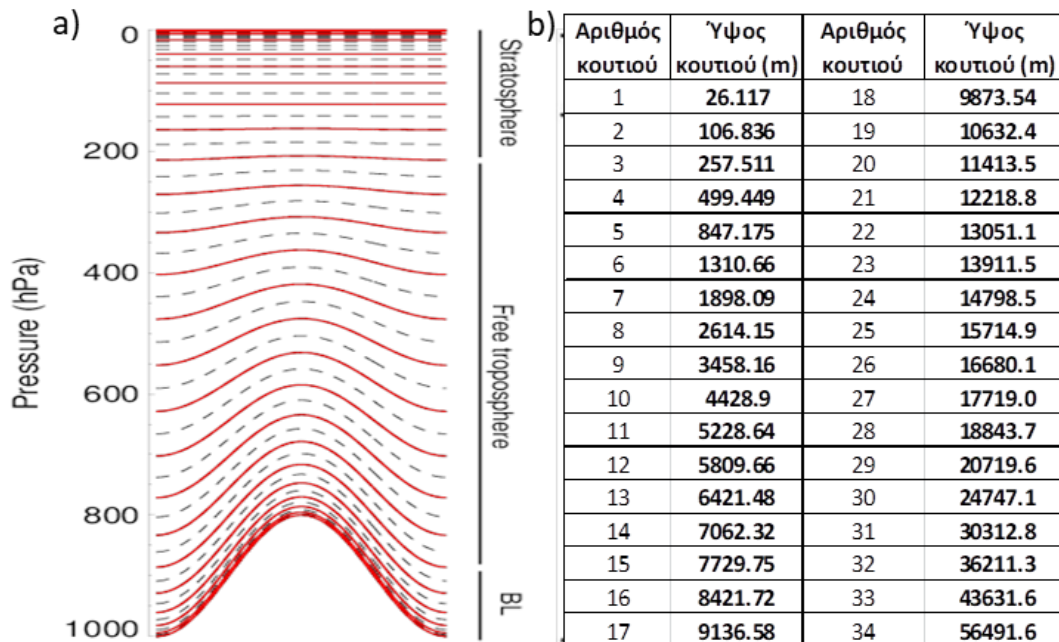 a)
0
200
400
600
800
1000
Pressure (hPa)
Stratosphere
Free troposphere
BL
b)
Αριθμός Ύψος Αριθμός Ύψος
κουτιού κουτιού (m) κουτιού κουτιού (m)
1 26.117 18 9873.54
2 106.836 19 10632.4
3 257.511 20 11413.5
4 499.449 21 12218.8
5 847.175 22 13051.1
6 1310.66 23 13911.5
7 1898.09 24 14798.5
8 2614.15 25 15714.9
9 3458.16 26 16680.1
10 4428.9 27 17719.0
11 5228.64 28 18843.7
12 5809.66 29 20719.6
13 6421.48 30 24747.1
14 7062.32 31 30312.8
15 7729.75 32 36211.3
16 8421.72 33 43631.6
17 9136.58 34 56491.6